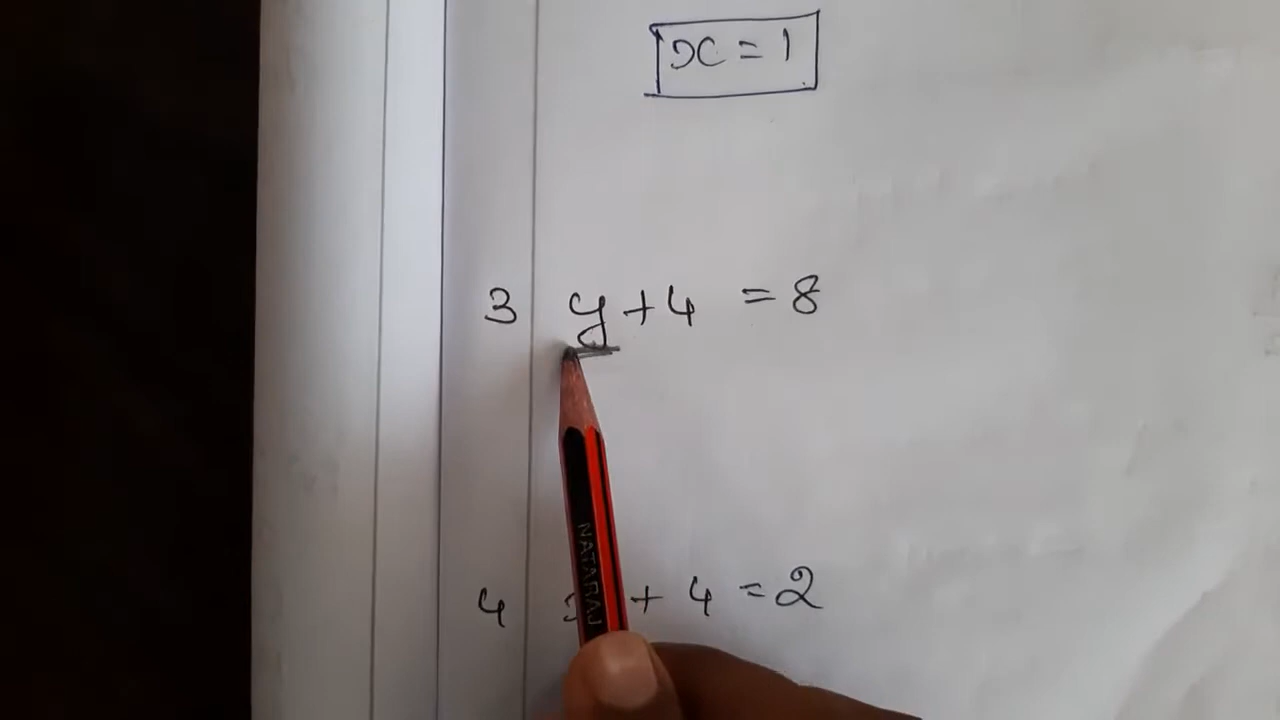 x = 1
3 y + 4 = 8
NATARAJ
4 + 4 = 2